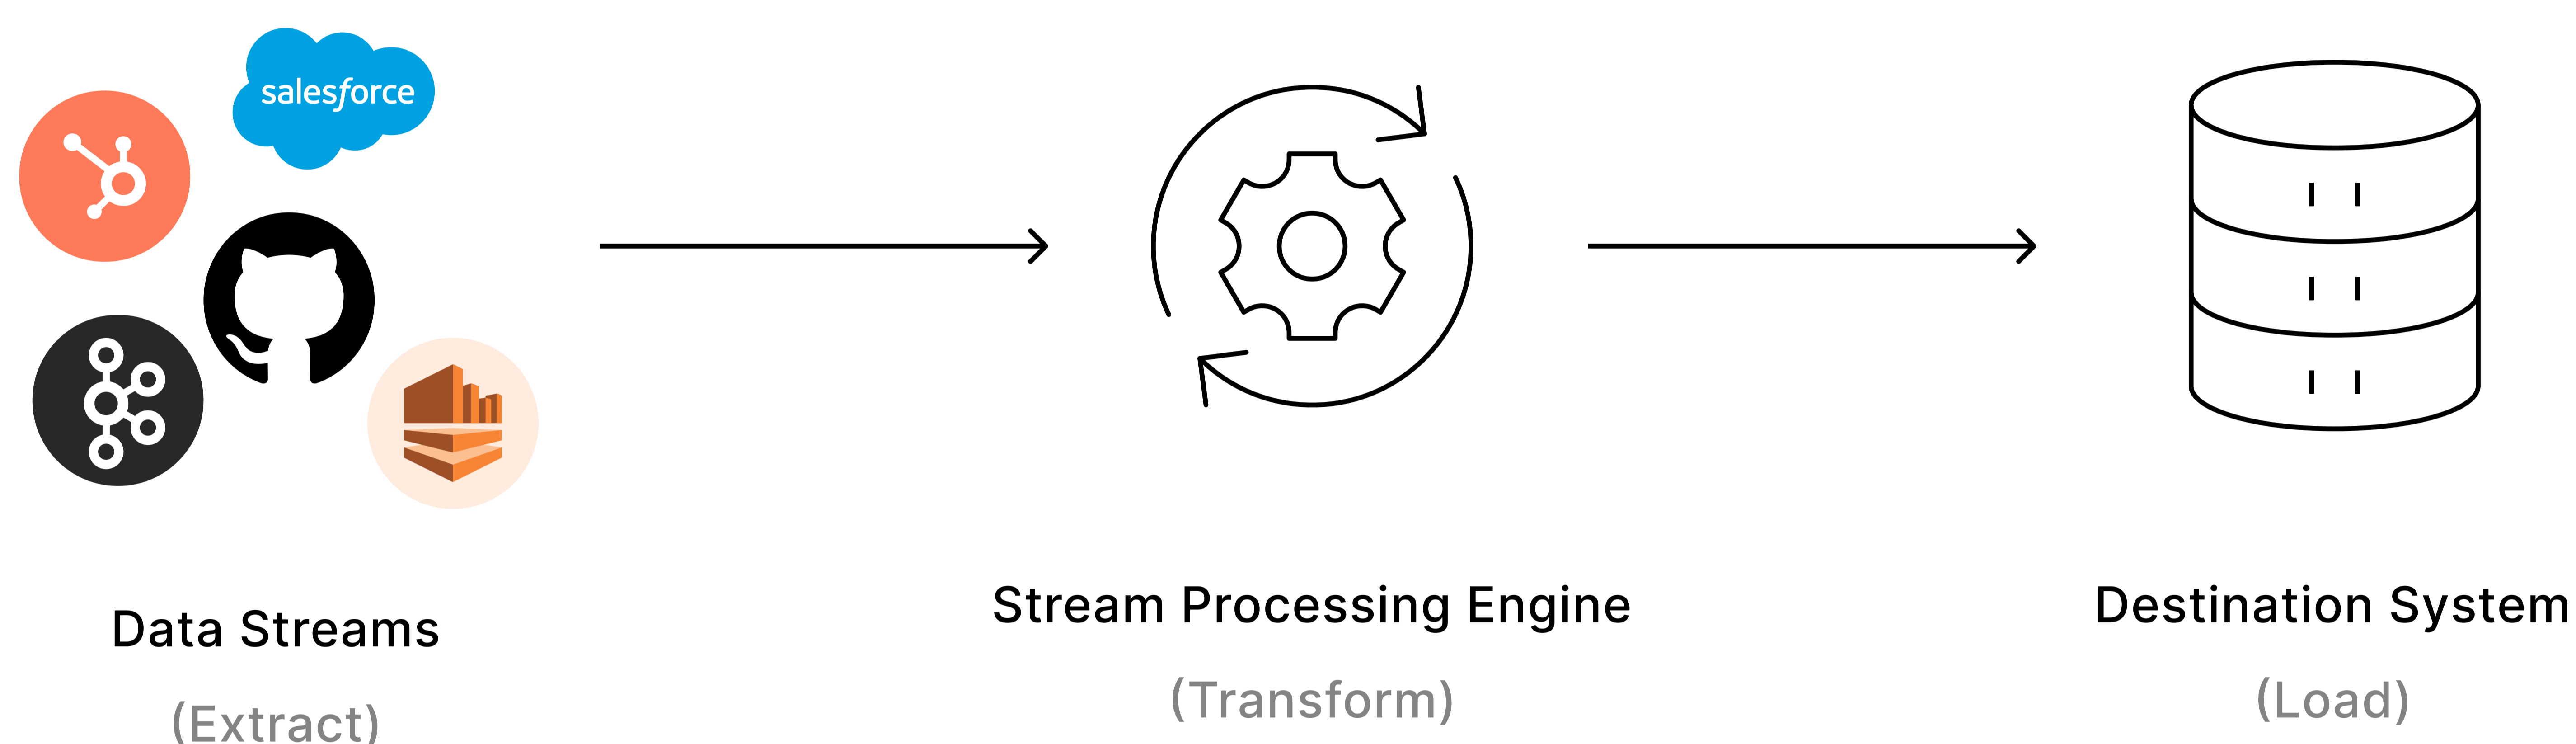 salesforce
Data Streams
(Extract)
Stream Processing Engine
(Transform)
Destination System
(Load)